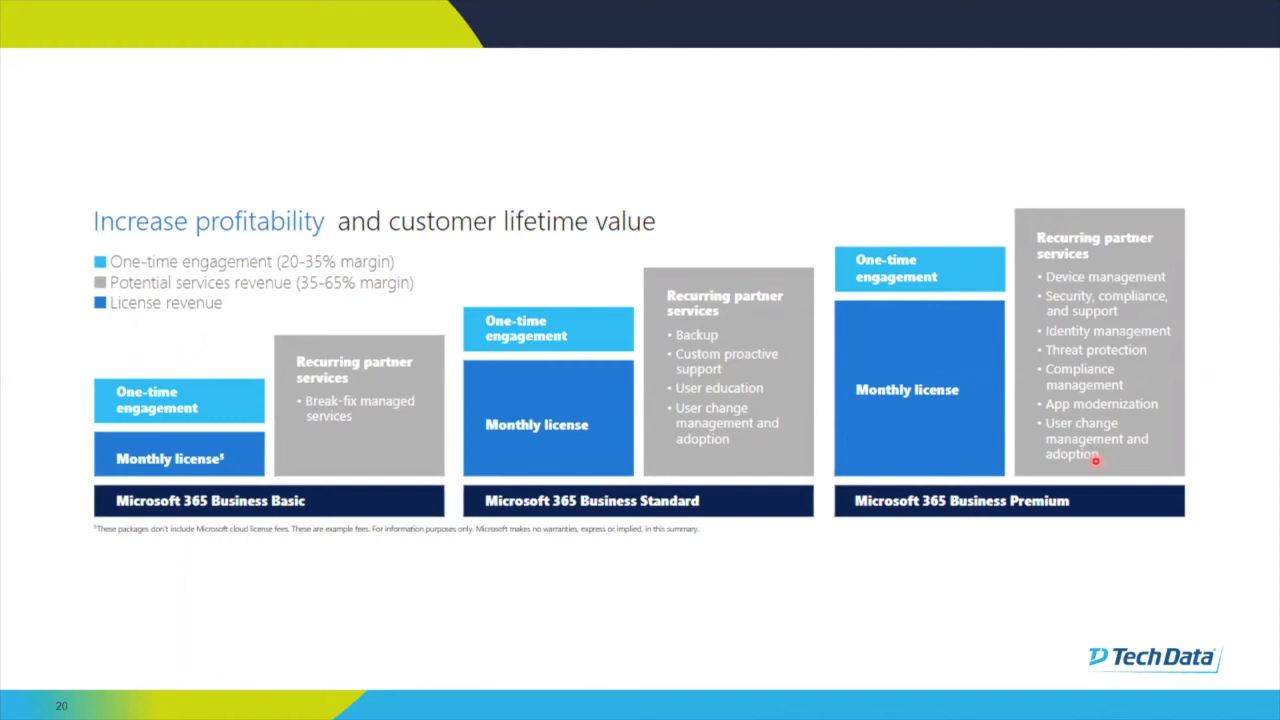 Increase profitability and customer lifetime value
One-time engagement (20-35% margin)
Potential services revenue (35-65% margin)
License revenue
One-time
engagement
Monthly license$
Recurring partner
services
• Break-fix managed
services
Microsoft 365 Business Basic
One-time
engagement
Monthly license
Recurring partner
services
• Backup
• Custom proactive
support
• User education
• User change
management and
adoption
Microsoft 365 Business Standard
One-time
engagement
Monthly license
Recurring partner
services
• Device management
• Security, compliance,
and support
• Identity management
• Threat protection
• Compliance
management
• App modernization
• User change
management and
adoption
Microsoft 365 Business Premium
$These packages don't include Microsoft cloud license fees. These are example fees. For information purposes only. Microsoft makes no warranties, express or implied, in this summary.
TD TechData
20